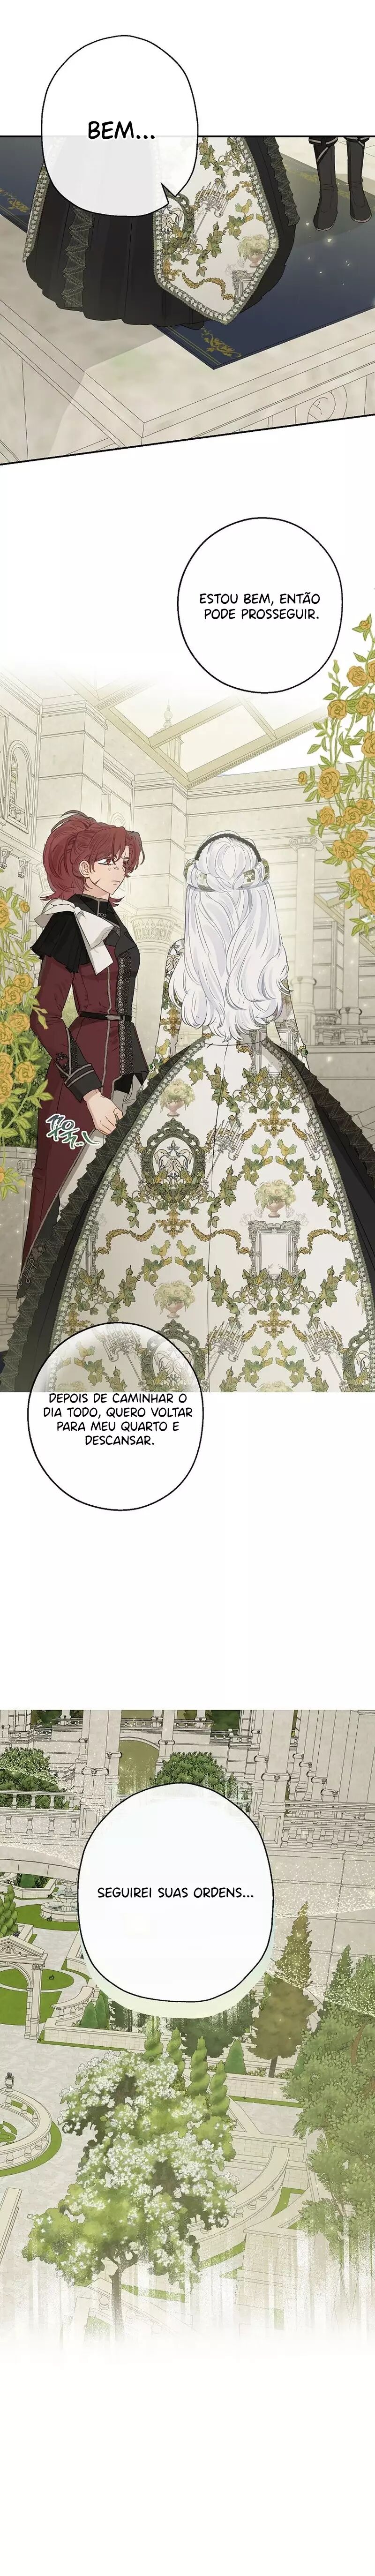 BEM...
ESTOU BEM, ENTÃO
PODE PROSSEGUIR.
DEPOIS DE CAMINHAR O
DIA TODO, QUERO VOLTAR
PARA MEU QUARTO E
DESCANSAR.
SEGUIREI SUAS ORDENS...